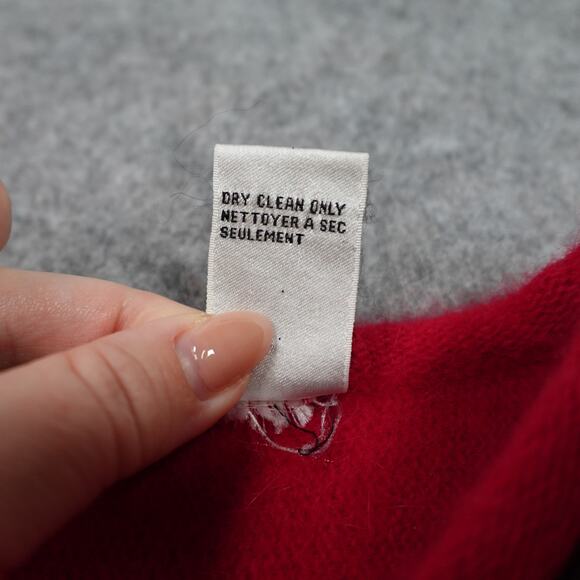 DRY CLEAN ONLY
NETTOYER A SEC
SEULEMENT